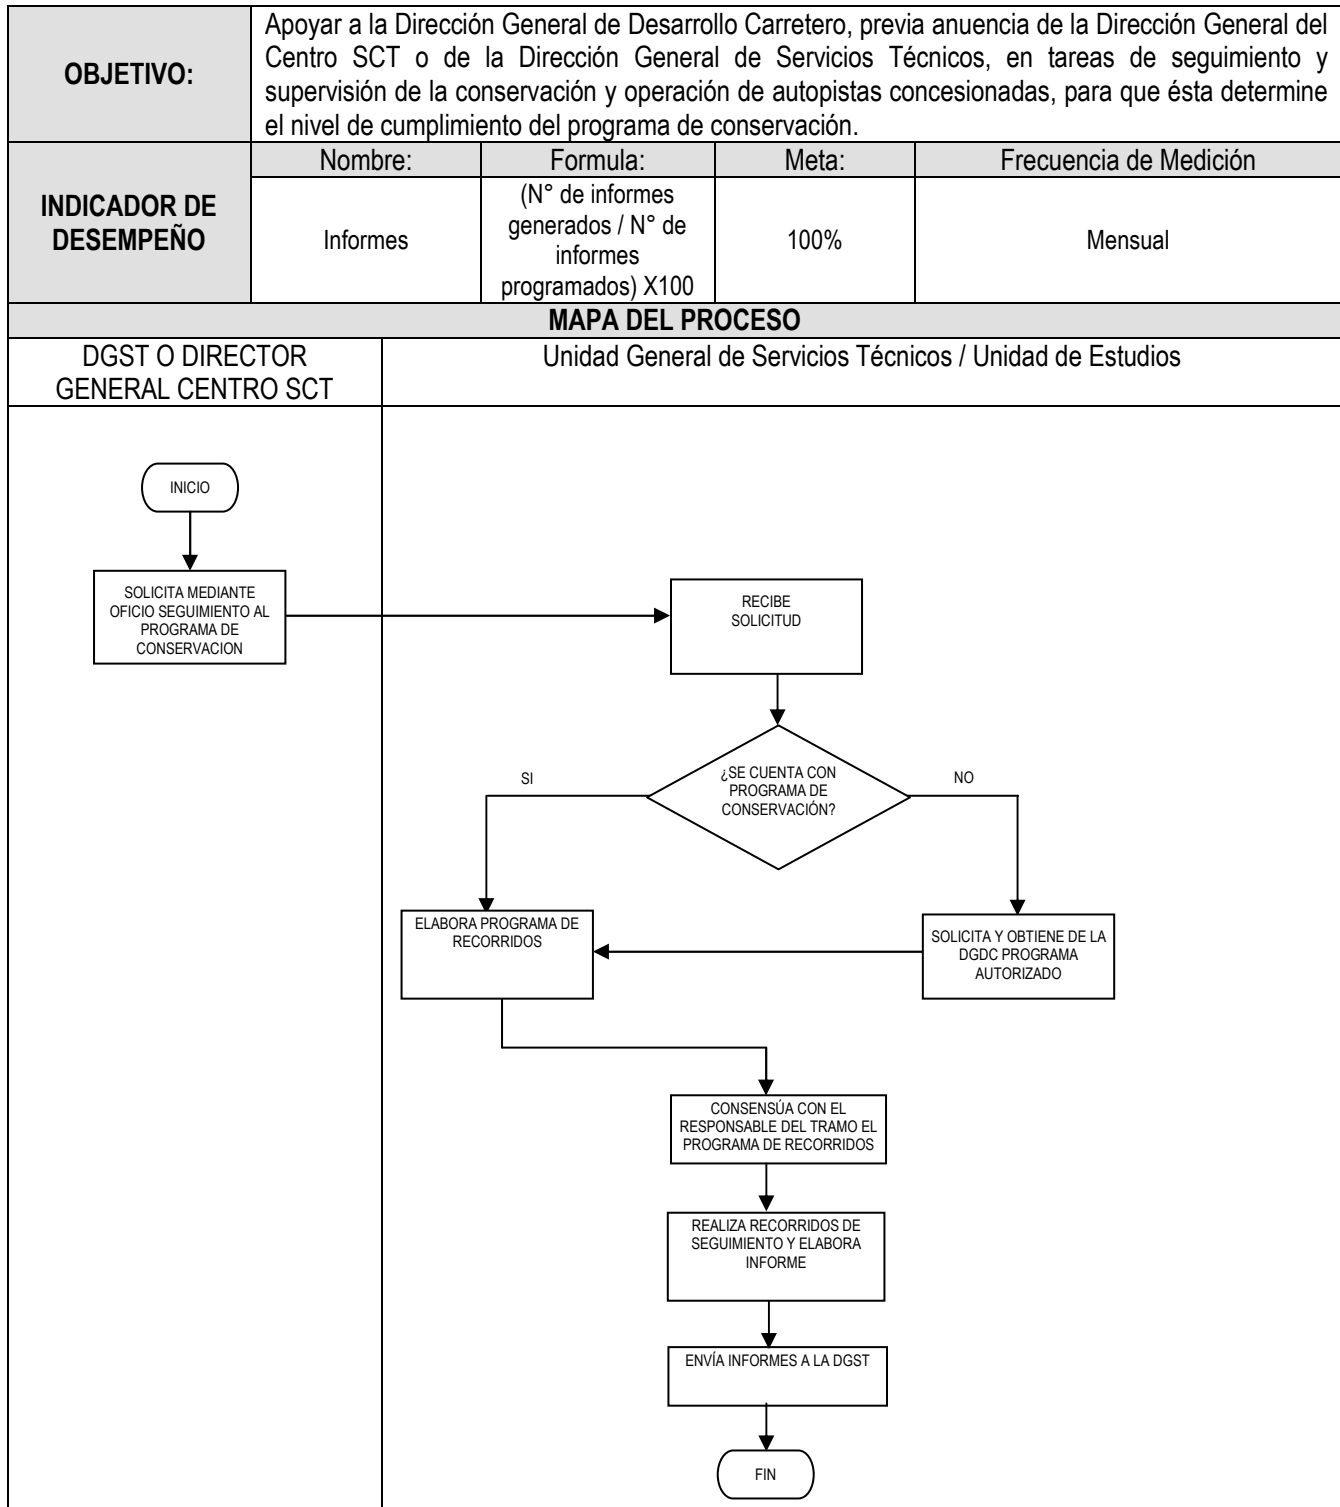 OBJETIVO:
Apoyar a la Dirección General de Desarrollo Carretero, previa anuencia de la Dirección General del
Centro SCT o de la Dirección General de Servicios Técnicos, en tareas de seguimiento y
supervisión de la conservación y operación de autopistas concesionadas, para que ésta determine
el nivel de cumplimiento del programa de conservación.
INDICADOR DE
DESEMPEÑO
Nombre:
Formula:
Meta:
Frecuencia de Medición
Informes
(N° de informes
generados / N° de
informes
programados) X100
100%
Mensual
MAPA DEL PROCESO
DGST O DIRECTOR
GENERAL CENTRO SCT
Unidad General de Servicios Técnicos / Unidad de Estudios
INICIO
SOLICITA MEDIANTE
OFICIO SEGUIMIENTO AL
PROGRAMA DE
CONSERVACION
RECIBE
SOLICITUD
¿SE CUENTA CON
PROGRAMA DE
CONSERVACIÓN?
SI
NO
ELABORA PROGRAMA DE
RECORRIDOS
SOLICITA Y OBTIENE DE LA
DGDC PROGRAMA
AUTORIZADO
CONSENSÚA CON EL
RESPONSABLE DEL TRAMO EL
PROGRAMA DE RECORRIDOS
REALIZA RECORRIDOS DE
SEGUIMIENTO Y ELABORA
INFORME
ENVÍA INFORMES A LA DGST
FIN